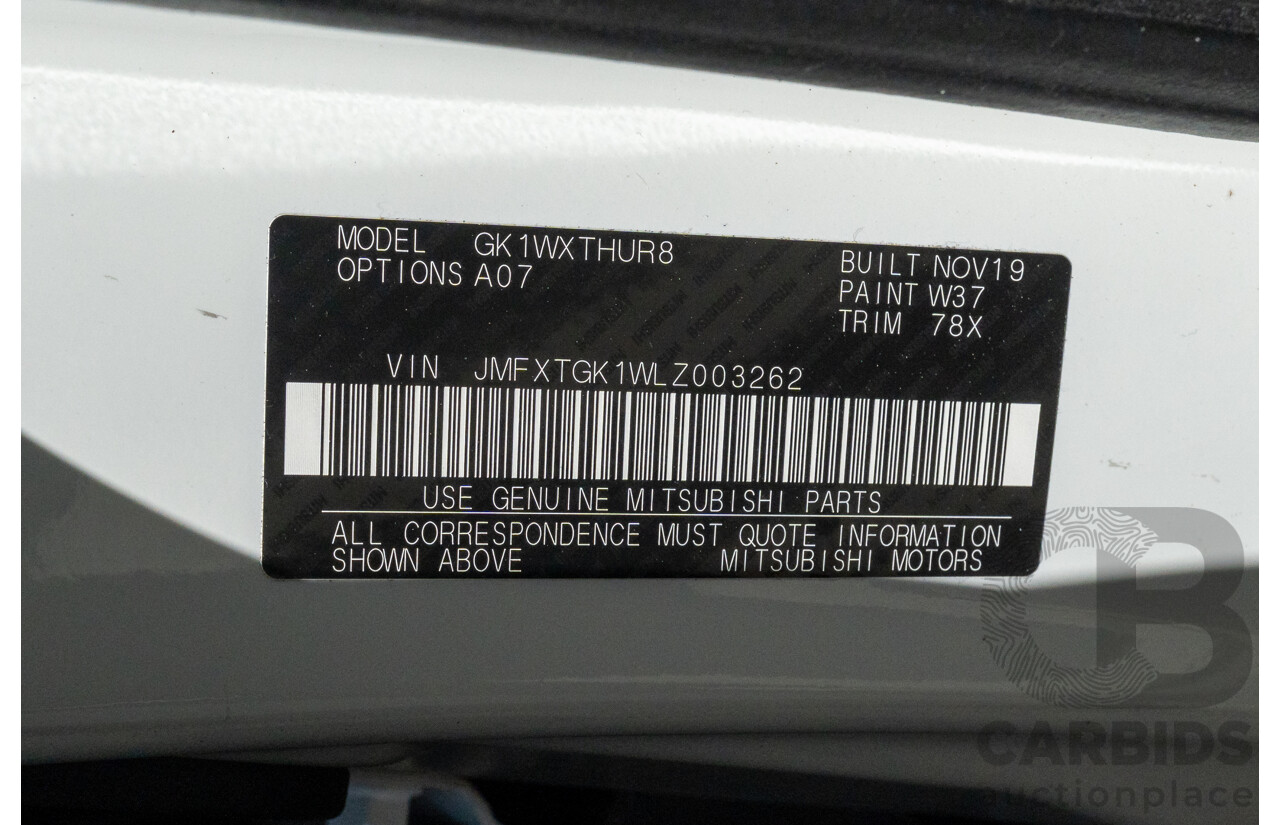 MODEL GK1WXTHUR8
OPTIONS A07
BUILT NOV19
PAINT W37
TRIM 78X
VIN JMFXTGK1WLZ003262
USE GENUINE MITSUBISHI PARTS
ALL CORRESPONDENCE MUST QUOTE INFORMATION
SHOWN ABOVE MITSUBISHI MOTORS
CB
CARBIDS
auctionplace